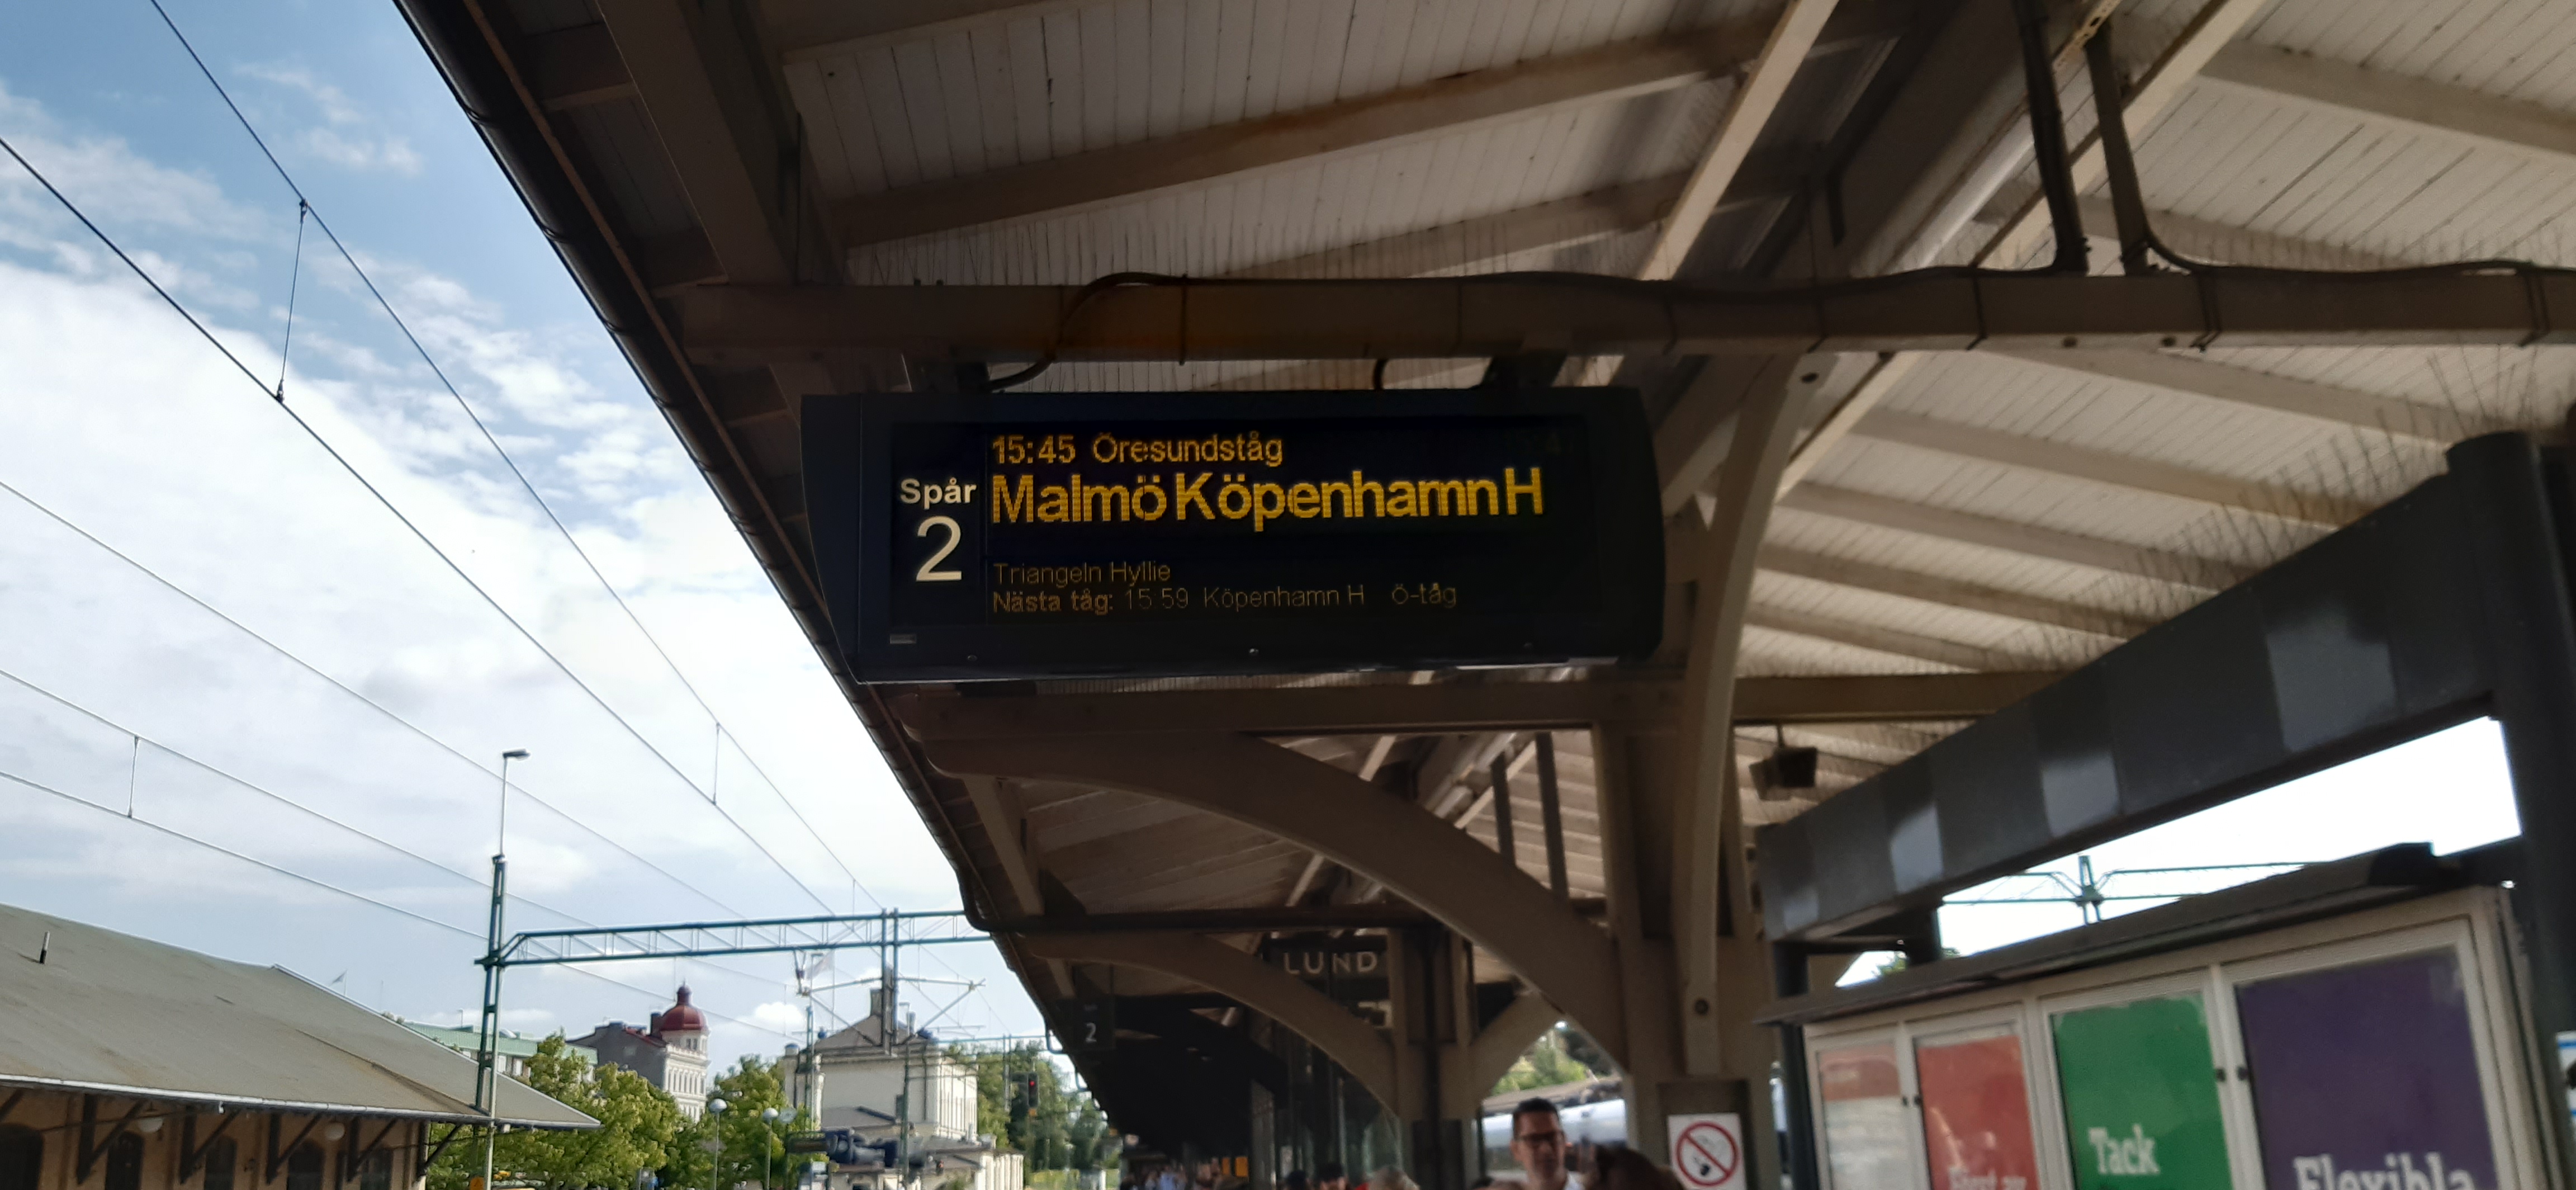 15:45 Öresundståg
Malmö Köpenhamn H
Spår
2
Triangeln Hyllie
Nästa tåg: 15:59 Köpenhamn H ö-tåg
LUND
2
Tack
Flexibla